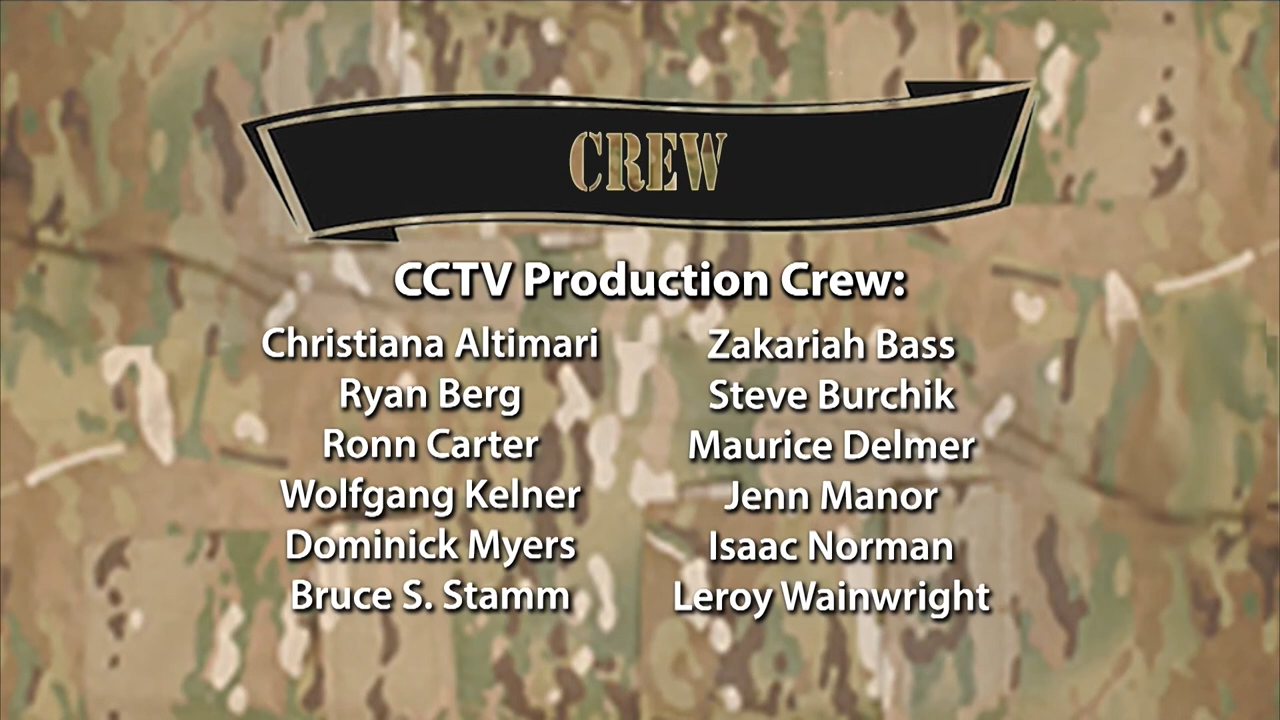 CREW
CCTV Production Crew:
Christiana Altimari
Zakariah Bass
Ryan Berg
Steve Burchik
Ronn Carter
Maurice Delmer
Wolfgang Kelner
Jenn Manor
Dominick Myers
Isaac Norman
Bruce S. Stamm
Leroy Wainwright